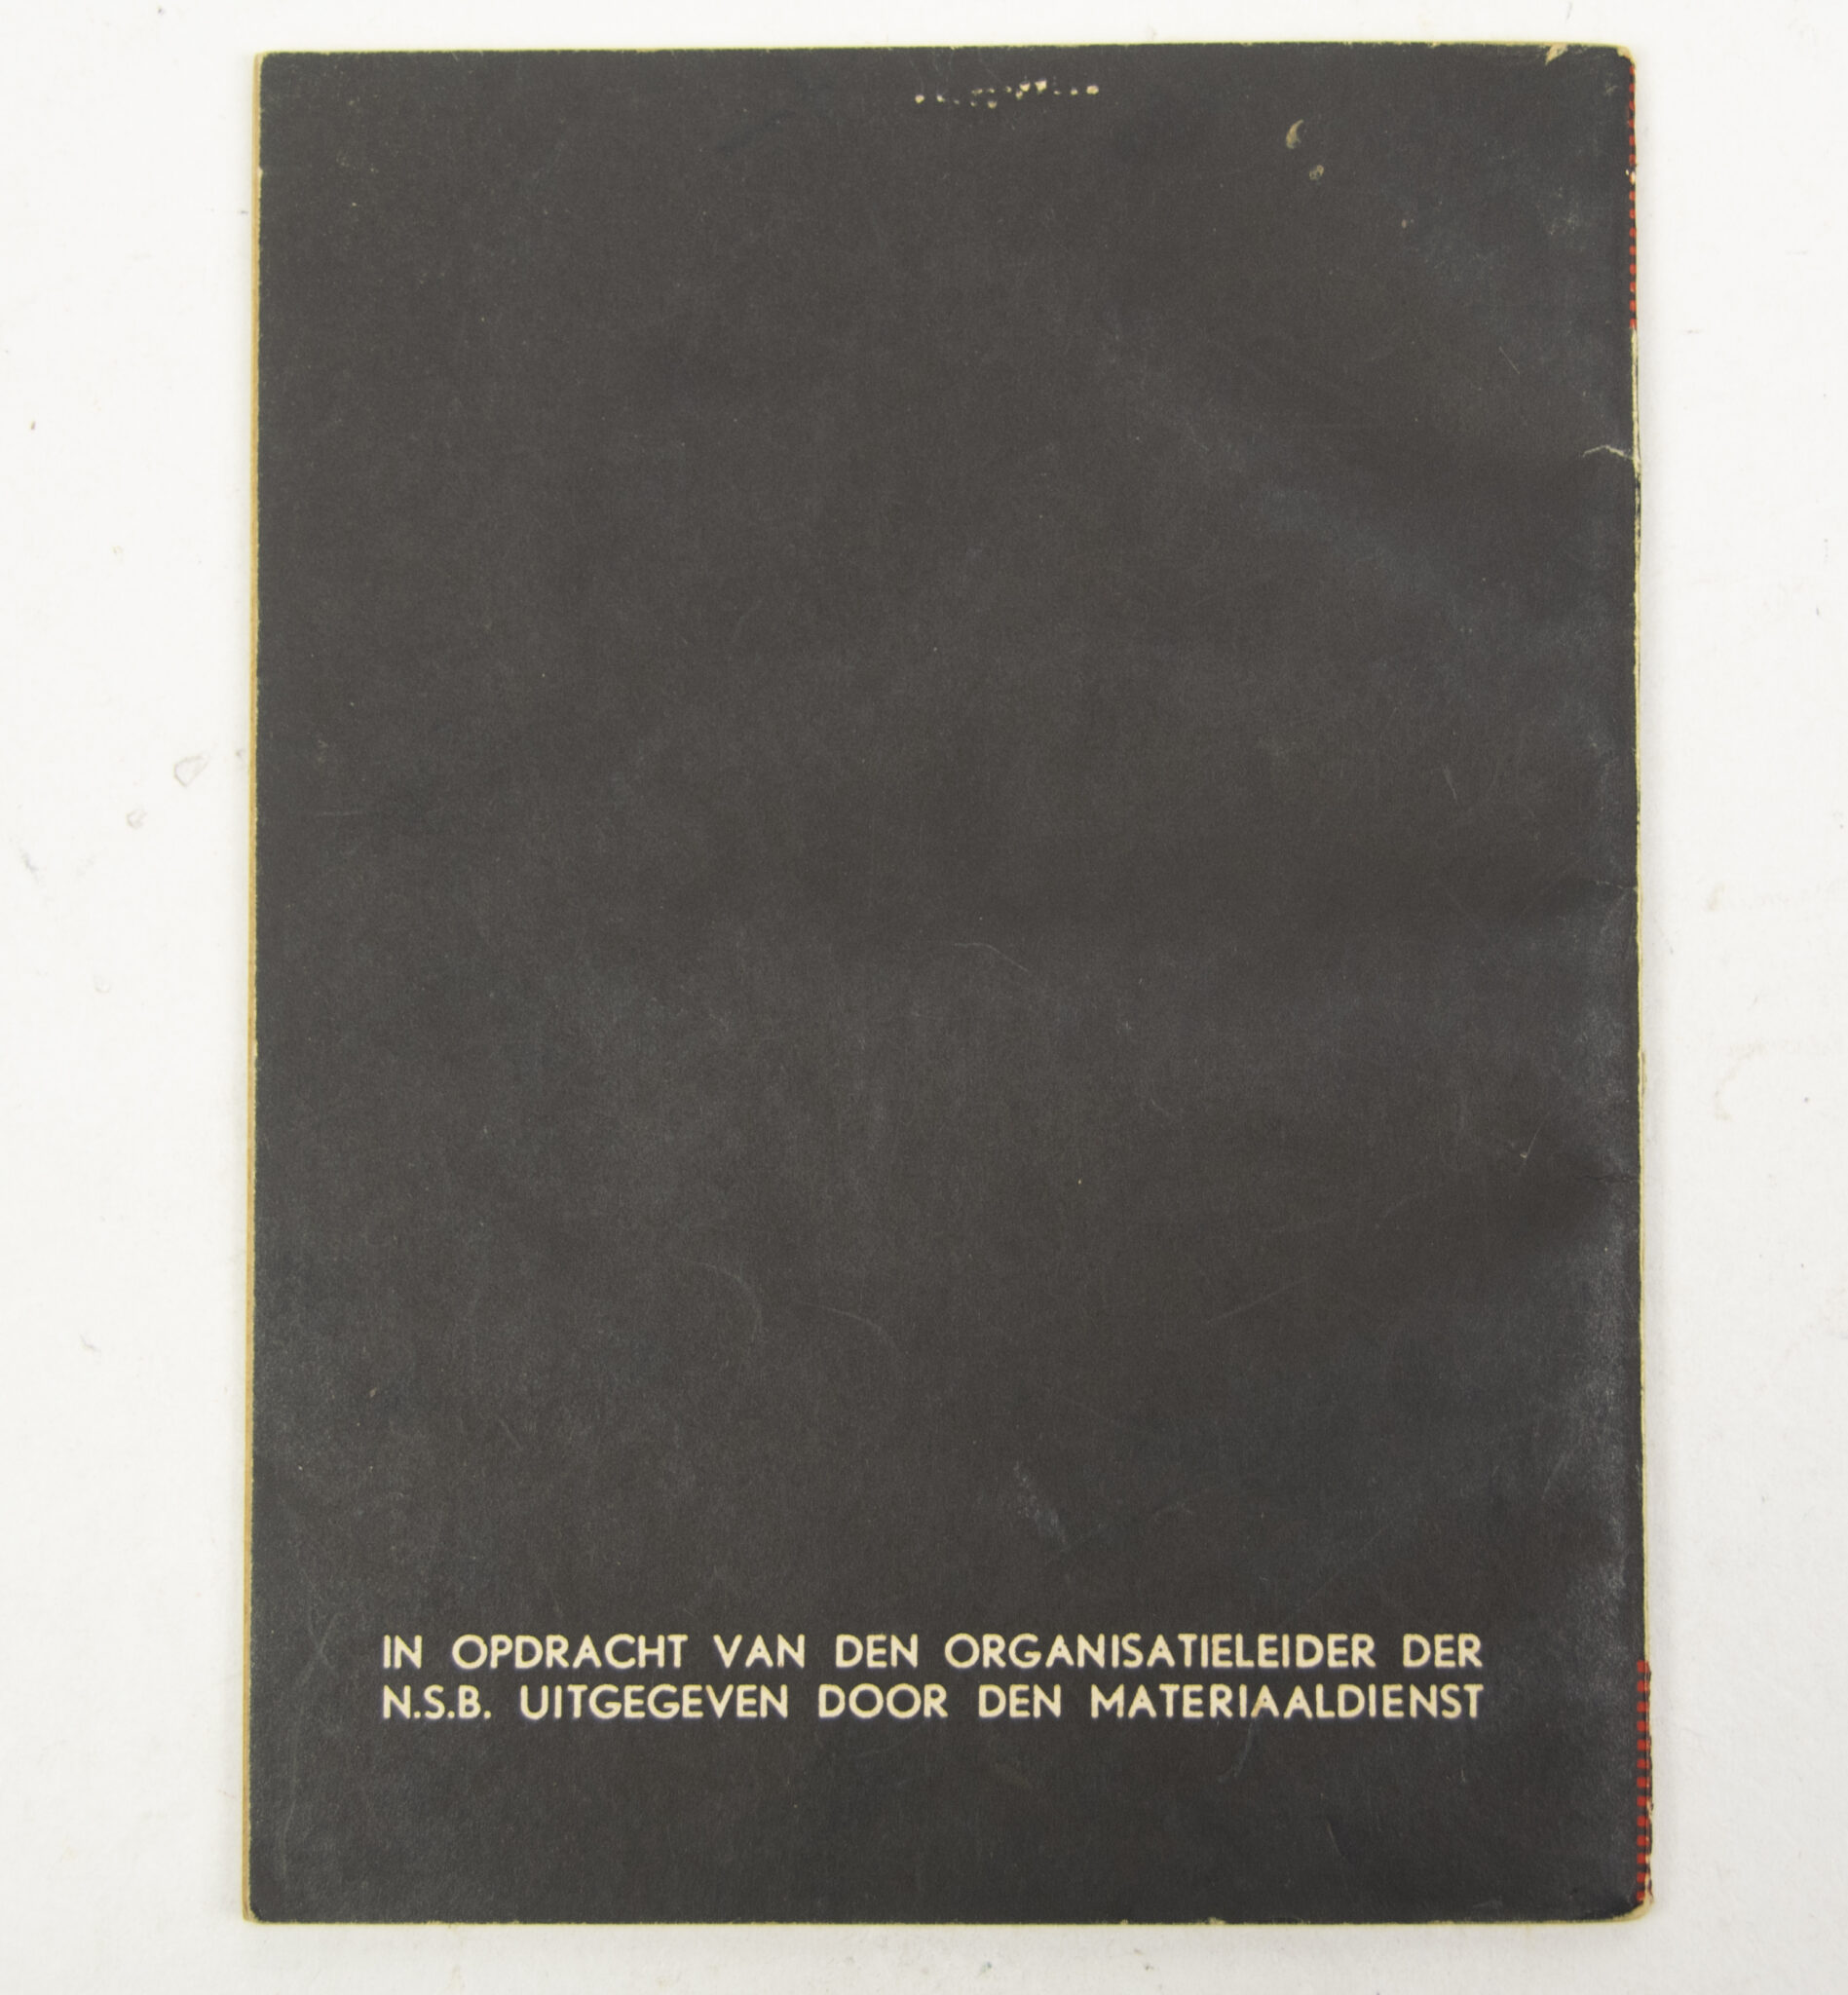 IN OPDRACHT VAN DEN ORGANISATIELEIDER DER
N.S.B. UITGEGEVEN DOOR DEN MATERIAALDIENST